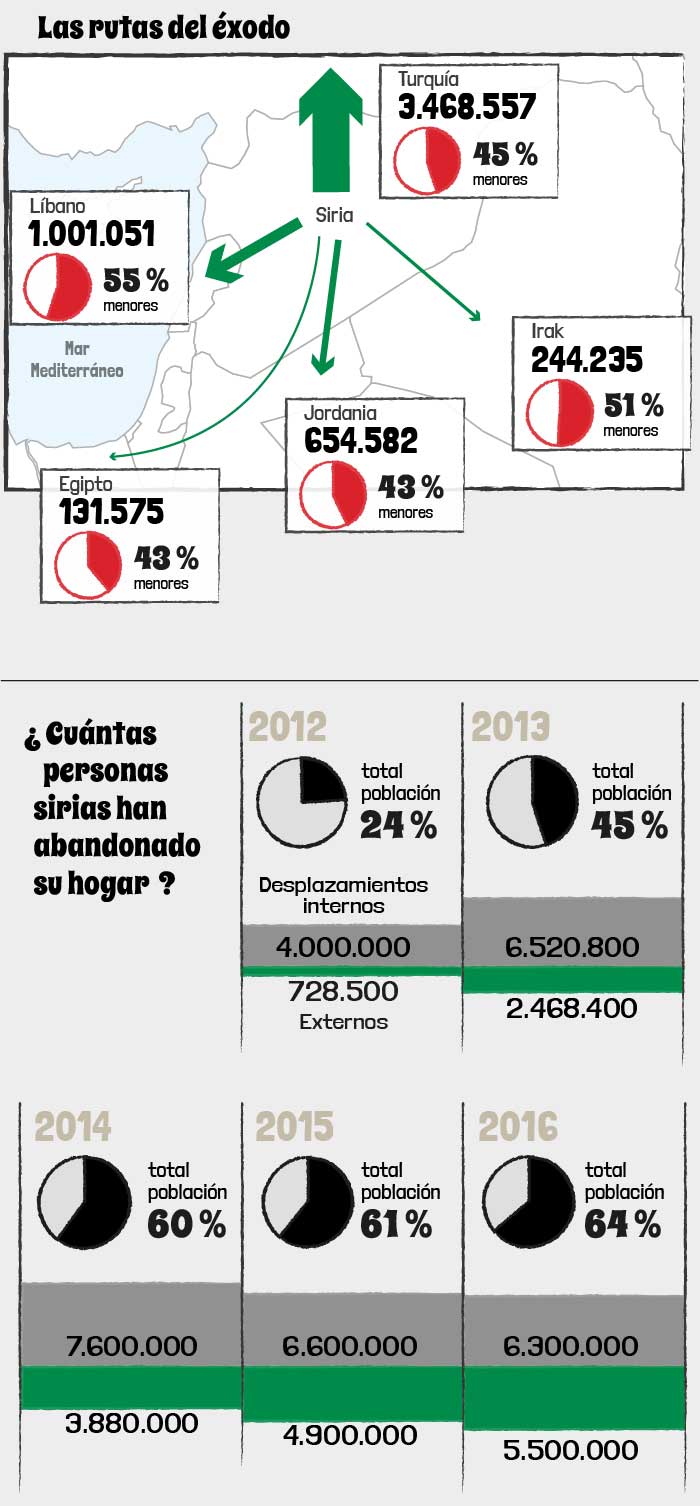 Las rutas del éxodo
Turquía
3.468.557
45 %
menores
Siria
Líbano
1.001.051
55 %
menores
Mar
Mediterráneo
Irak
244.235
51 %
menores
Jordania
654.582
43 %
menores
Egipto
131.575
43 %
menores
¿ Cuántas
personas
sirias han
abandonado
su hogar ?
2012
total
población
24 %
Desplazamientos
internos
4.000.000
728.500
Externos
2013
total
población
45 %
6.520.800
2.468.400
2014
total
población
60 %
7.600.000
3.880.000
2015
total
población
61 %
6.600.000
4.900.000
2016
total
población
64 %
6.300.000
5.500.000